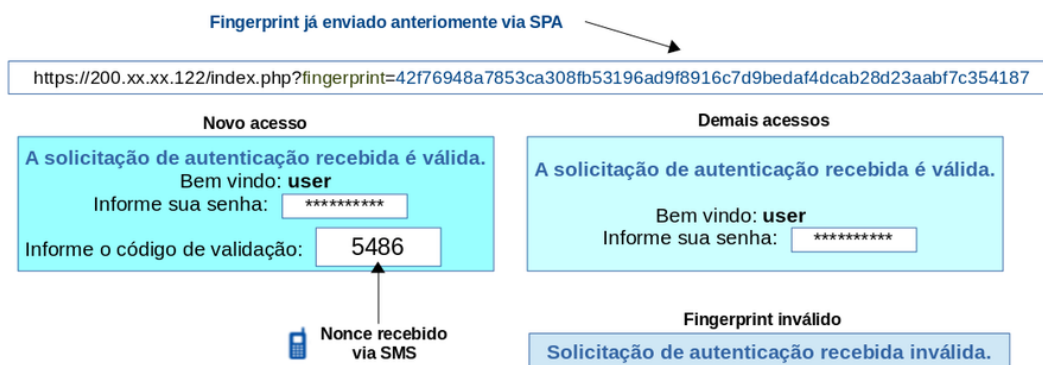 Fingerprint já enviado anteriomente via SPA
https://200.xx.xx.122/index.php?fingerprint=42f76948a7853ca308fb53196ad9f8916c7d9bedaf4dcab28d23aabf7c354187
Novo acesso
A solicitação de autenticação recebida é válida.
Bem vindo: user
Informe sua senha: **********
Informe o código de validação: 5486
Nonce recebido
via SMS
Demais acessos
A solicitação de autenticação recebida é válida.
Bem vindo: user
Informe sua senha: **********
Fingerprint inválido
Solicitação de autenticação recebida inválida.